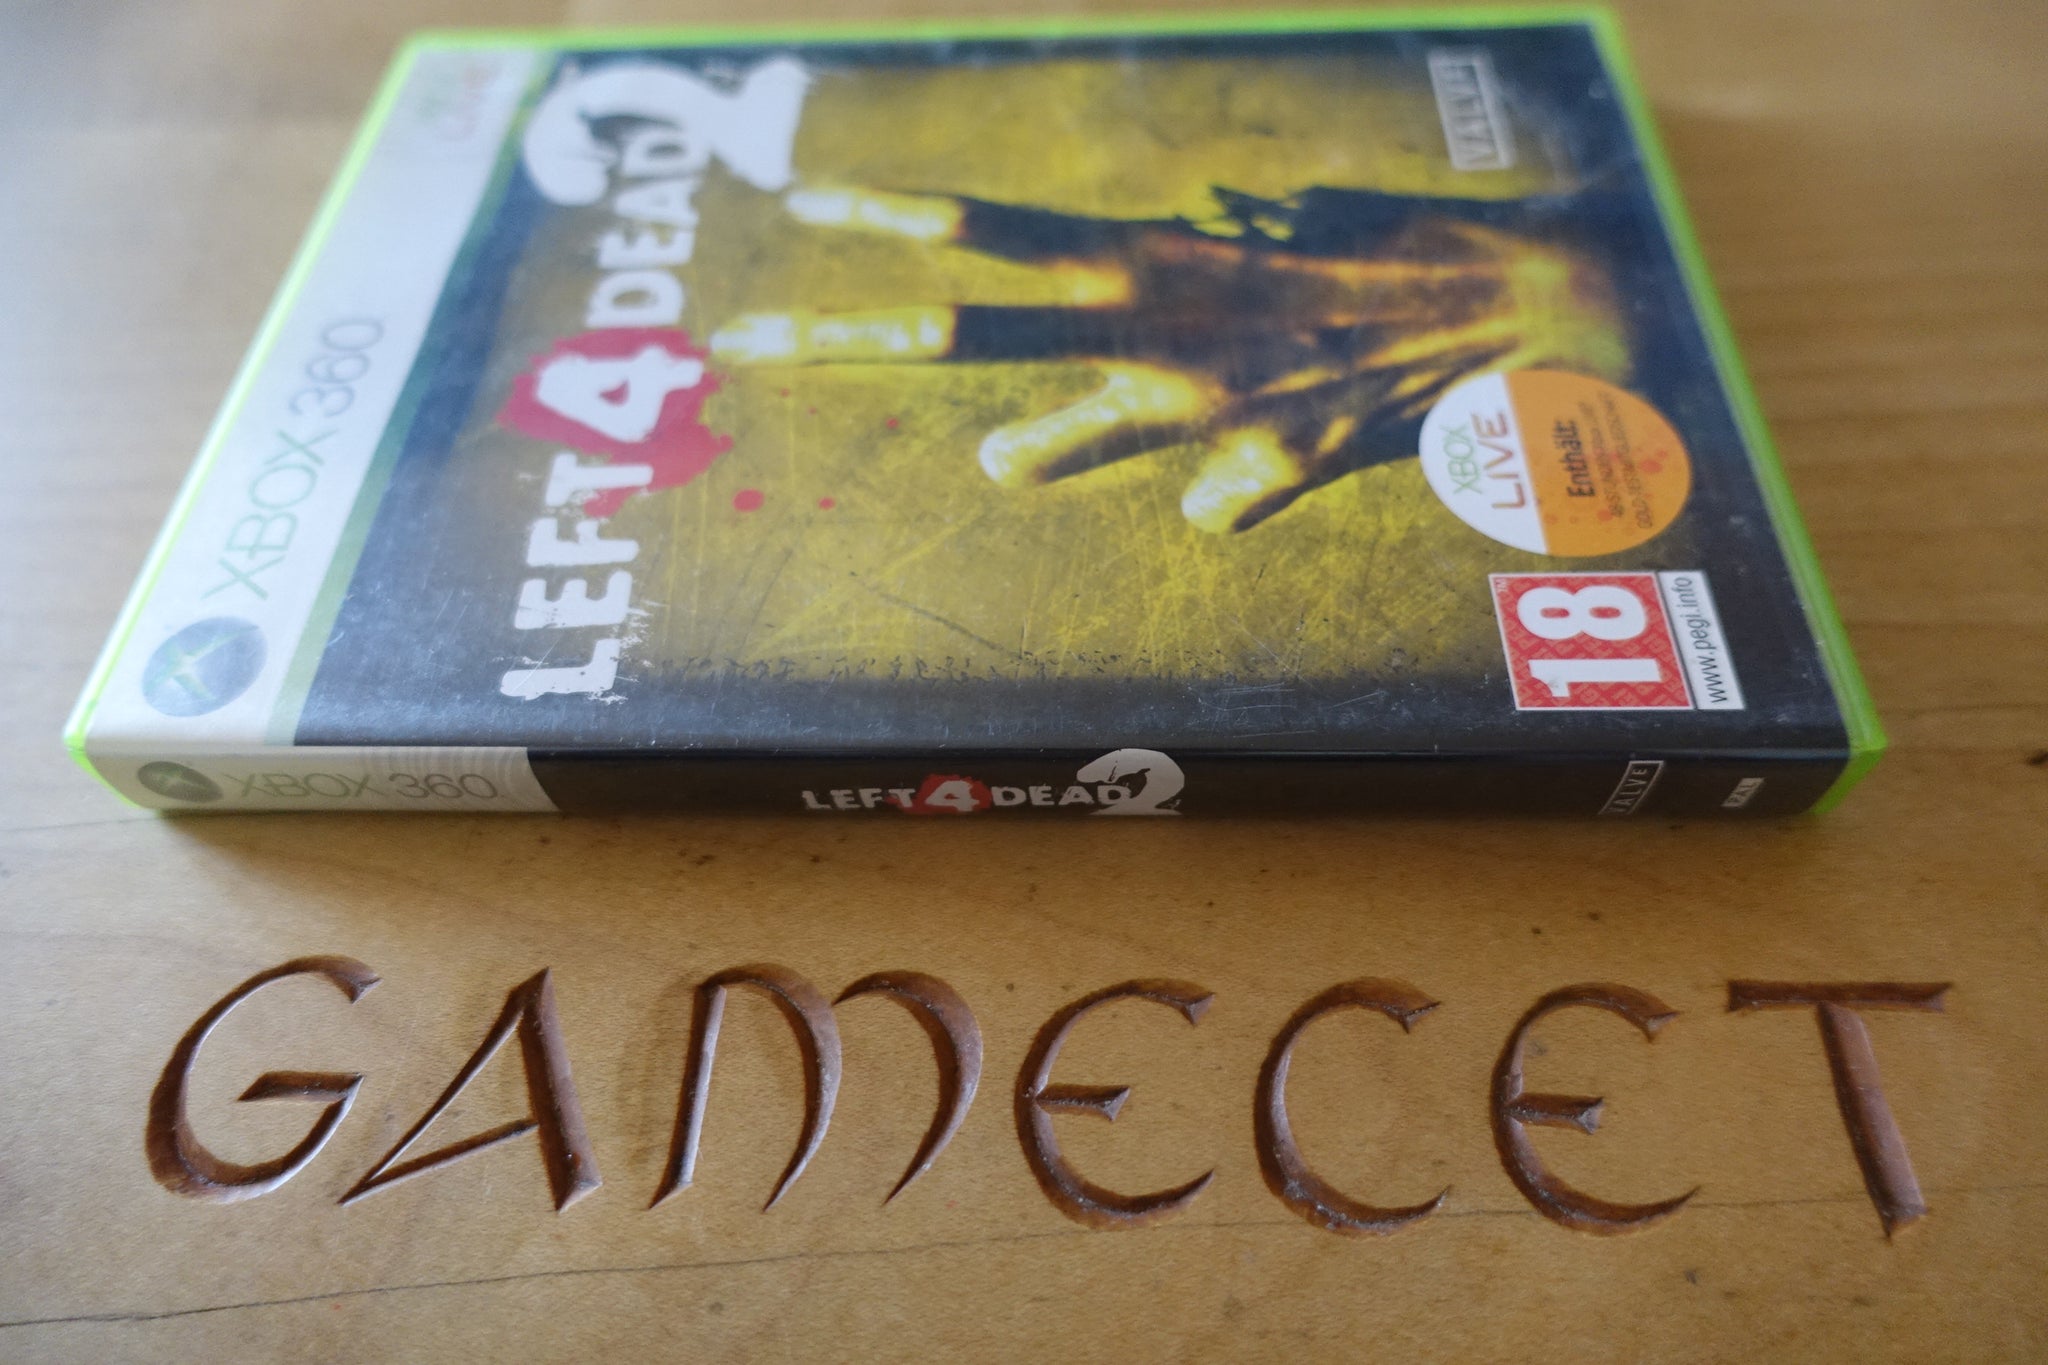 XBOX 360
LEFT 4 DEAD 2
VALVE
XBOX
LIVE
Enthält:
18
www.pegi.info
XBOX 360
LEFT 4 DEAD 2
VALVE
PAL
GAMECET